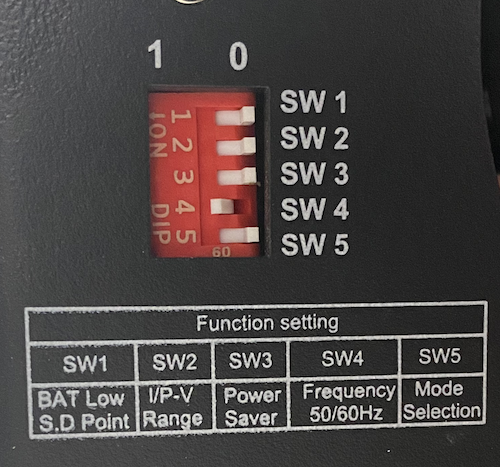 1 0
SW 1
SW 2
SW 3
SW 4
SW 5
1 2 3 4 5
ON DIP
60
Function setting
SW1 SW2 SW3 SW4 SW5
BAT Low S.D Point
I/P-V Range
Power Saver
Frequency 50/60Hz
Mode Selection